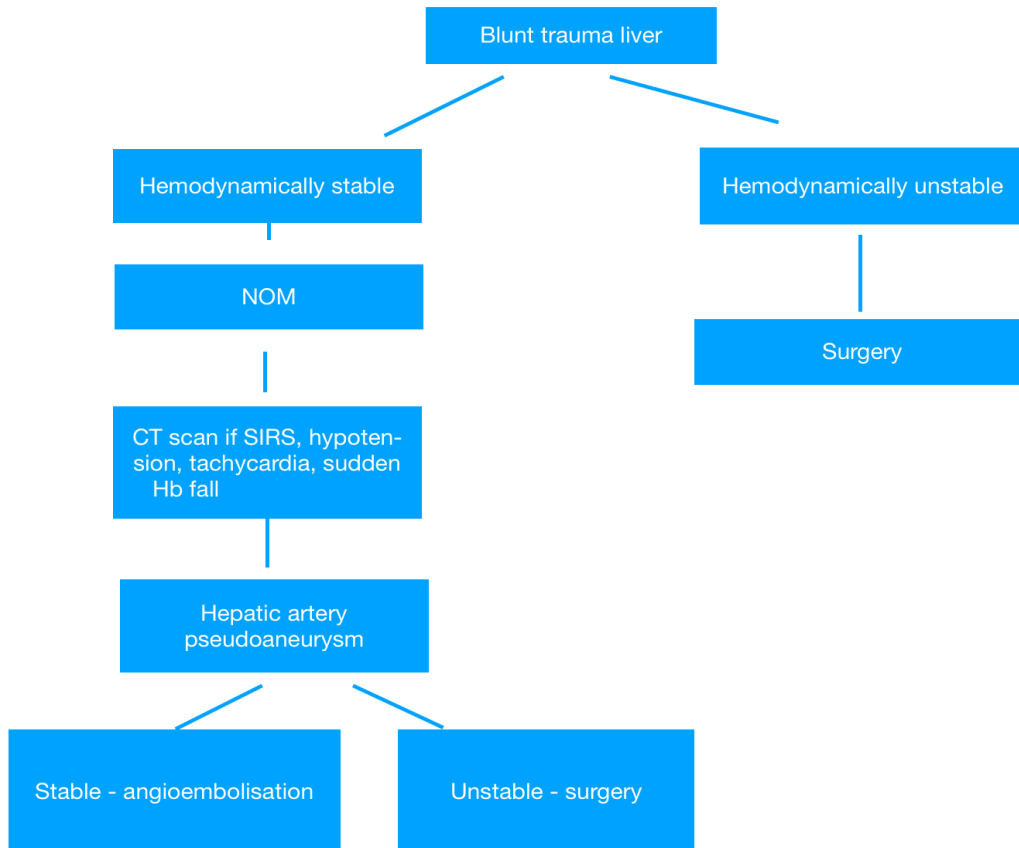 Blunt trauma liver
Hemodynamically stable
Hemodynamically unstable
NOM
Surgery
CT scan if SIRS, hypoten-
sion, tachycardia, sudden
Hb fall
Hepatic artery
pseudoaneurysm
Stable - angioembolisation
Unstable - surgery